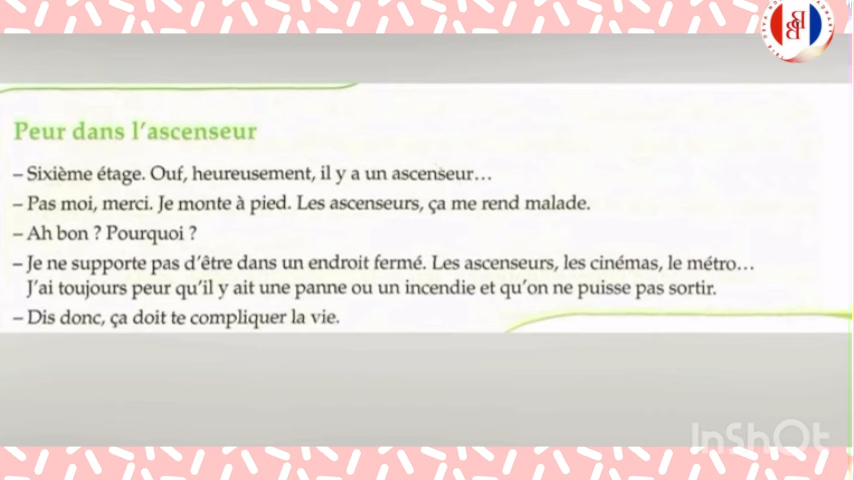 Peur dans l'ascenseur
– Sixième étage. Ouf, heureusement, il y a un ascenseur...
– Pas moi, merci. Je monte à pied. Les ascenseurs, ça me rend malade.
– Ah bon ? Pourquoi ?
– Je ne supporte pas d'être dans un endroit fermé. Les ascenseurs, les cinémas, le métro...
J'ai toujours peur qu'il y ait une panne ou un incendie et qu'on ne puisse pas sortir.
– Dis donc, ça doit te compliquer la vie.
InShOt